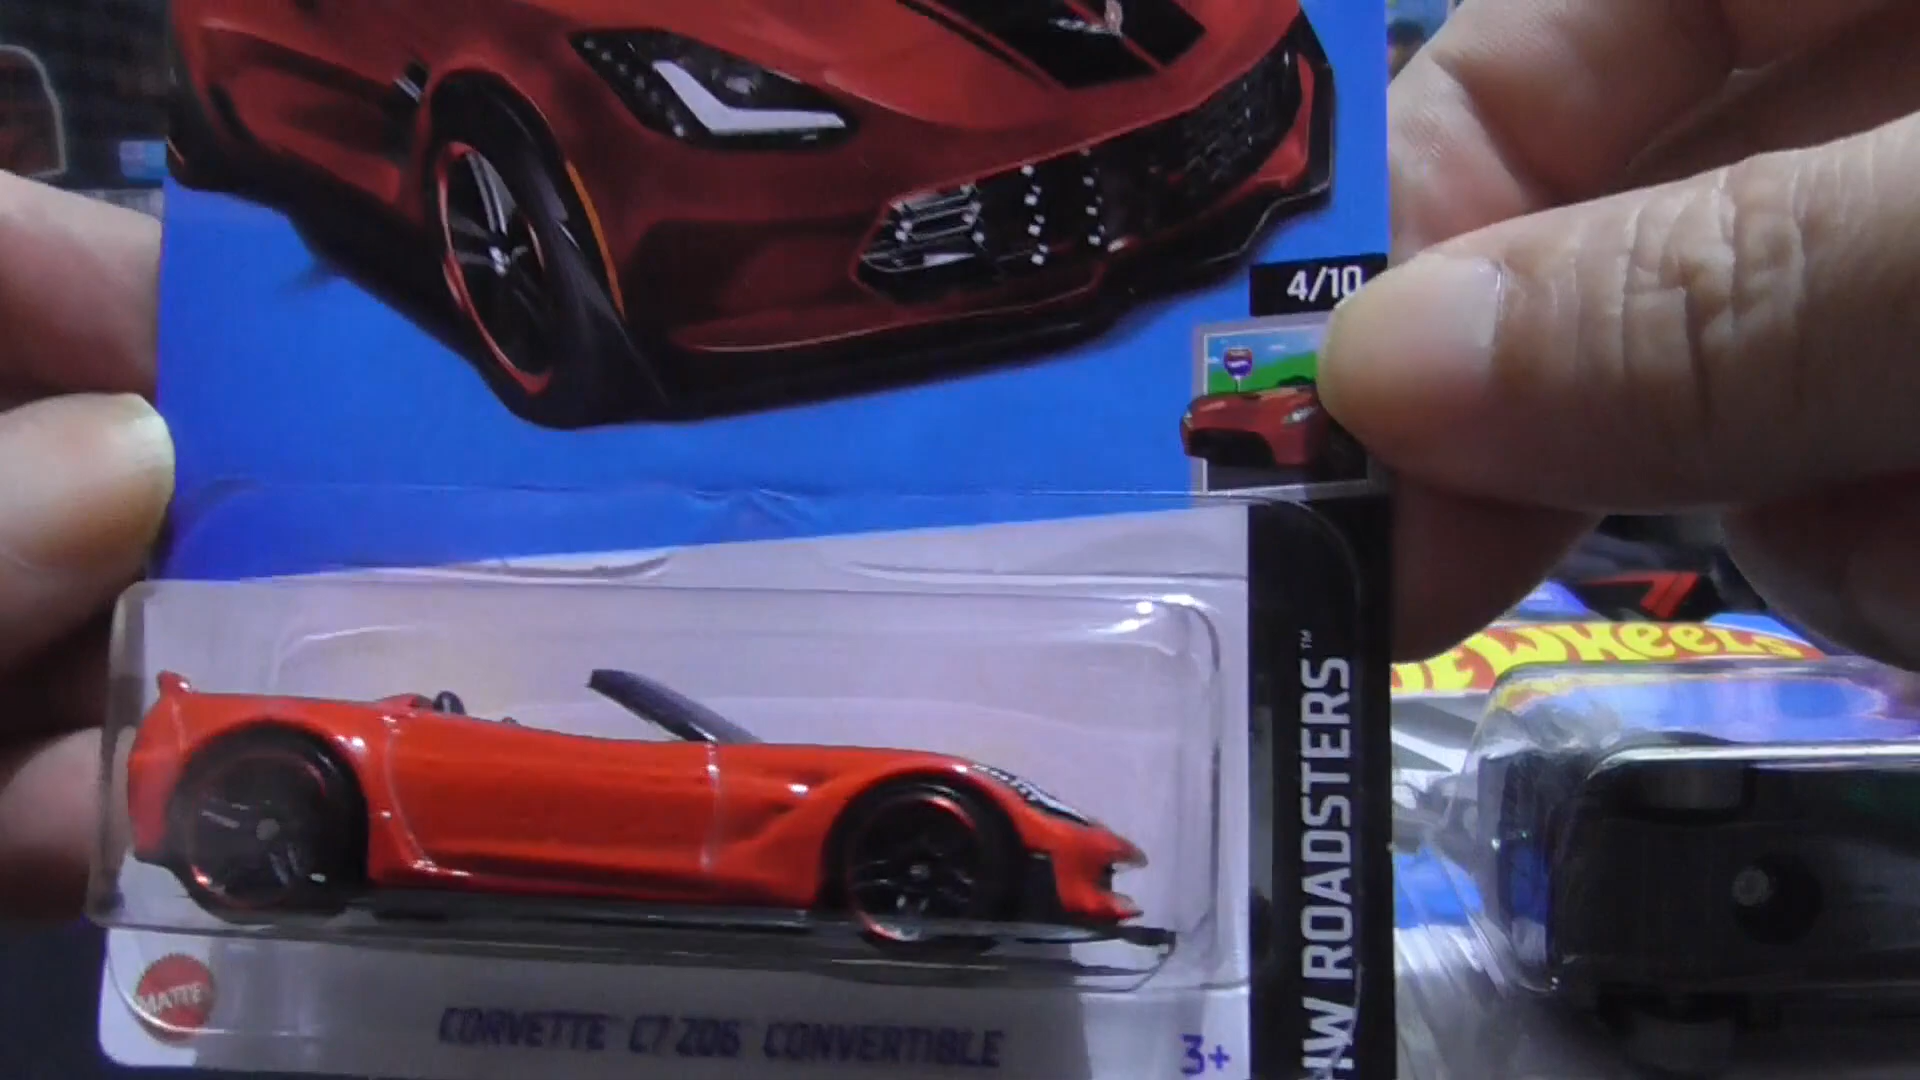 4/10
HW ROADSTERS™
HOT WHEELS
MATTEL
CORVETTE C7 Z06 CONVERTIBLE
3+